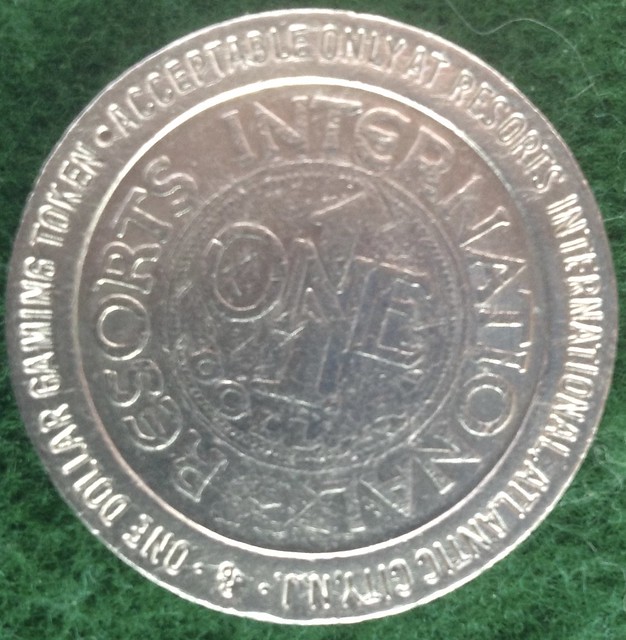 ONE DOLLAR GAMING TOKEN • ACCEPTABLE ONLY AT RESORTS INTERNATIONAL, ATLANTIC CITY, N.J. •
RESORTS INTERNATIONAL
ONE
1